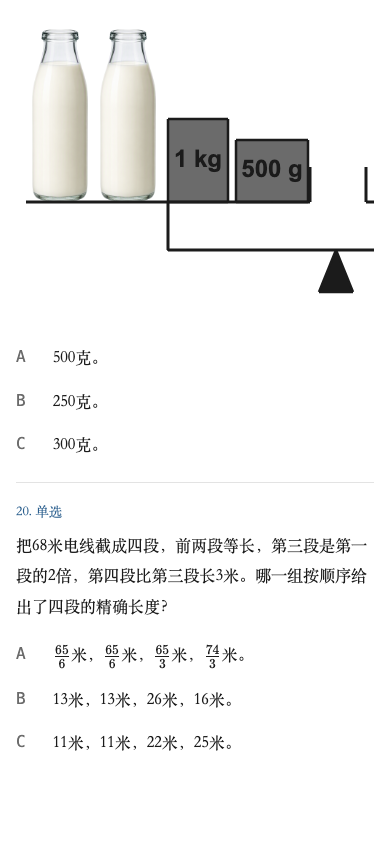 1 kg
500 g
A 500克。
B 250克。
C 300克。
20. 单选
把68米电线截成四段，前两段等长，第三段是第一
段的2倍，第四段比第三段长3米。哪一组按顺序给
出了四段的精确长度？
A 65/6米，65/6米，65/3米，74/3米。
B 13米，13米，26米，16米。
C 11米，11米，22米，25米。